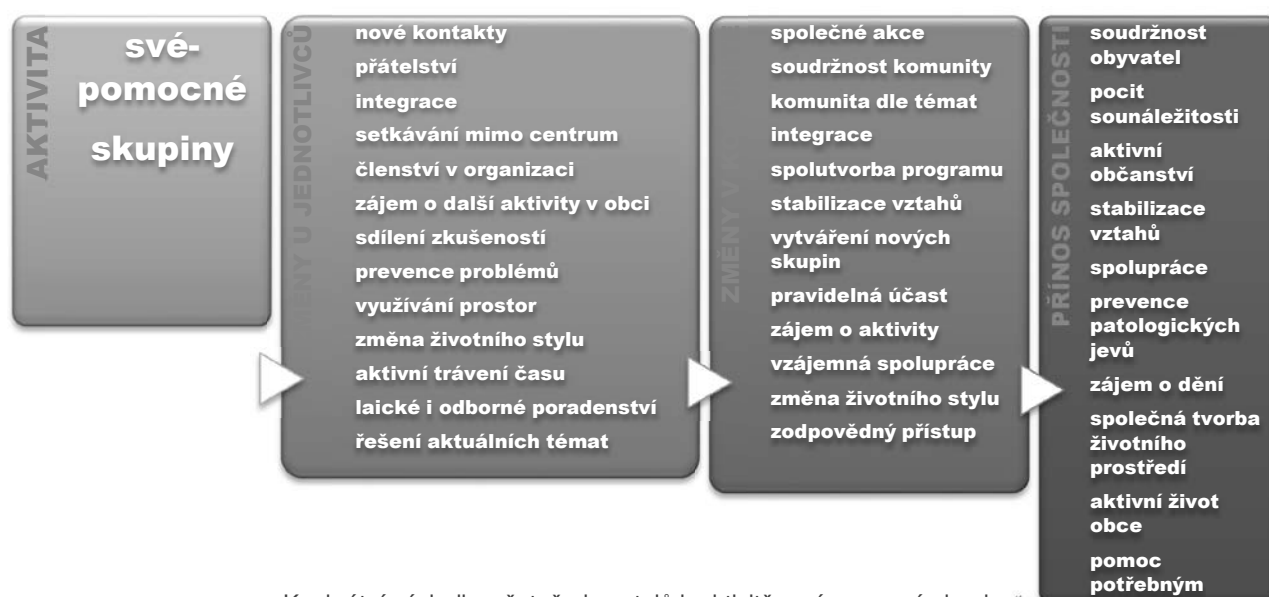 AKTIVITA
své-
pomocné
skupiny
U JEDNOTLIVCŮ
nové kontakty
přátelství
integrace
setkávání mimo centrum
členství v organizaci
zájem o další aktivity v obci
sdílení zkušeností
prevence problémů
využívání prostor
změna životního stylu
aktivní trávení času
laické i odborné poradenství
řešení aktuálních témat
ZMĚNY V
společné akce
soudržnost komunity
komunita dle témat
integrace
spolutvorba programu
stabilizace vztahů
vytváření nových
skupin
pravidelná účast
zájem o aktivity
vzájemná spolupráce
změna životního stylu
zodpovědný přístup
PŘÍNOS SPOLEČNOSTI
soudržnost
obyvatel
pocit
sounáležitosti
aktivní
občanství
stabilizace
vztahů
spolupráce
prevence
patologických
jevů
zájem o dění
společná tvorba
životního
prostředí
aktivní život
obce
pomoc
potřebným